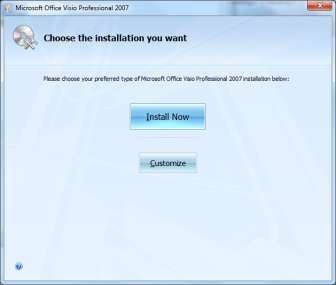 Microsoft Office Visio Professional 2007
Choose the installation you want
Please choose your preferred type of Microsoft Office Visio Professional 2007 installation below:
Install Now
Customize